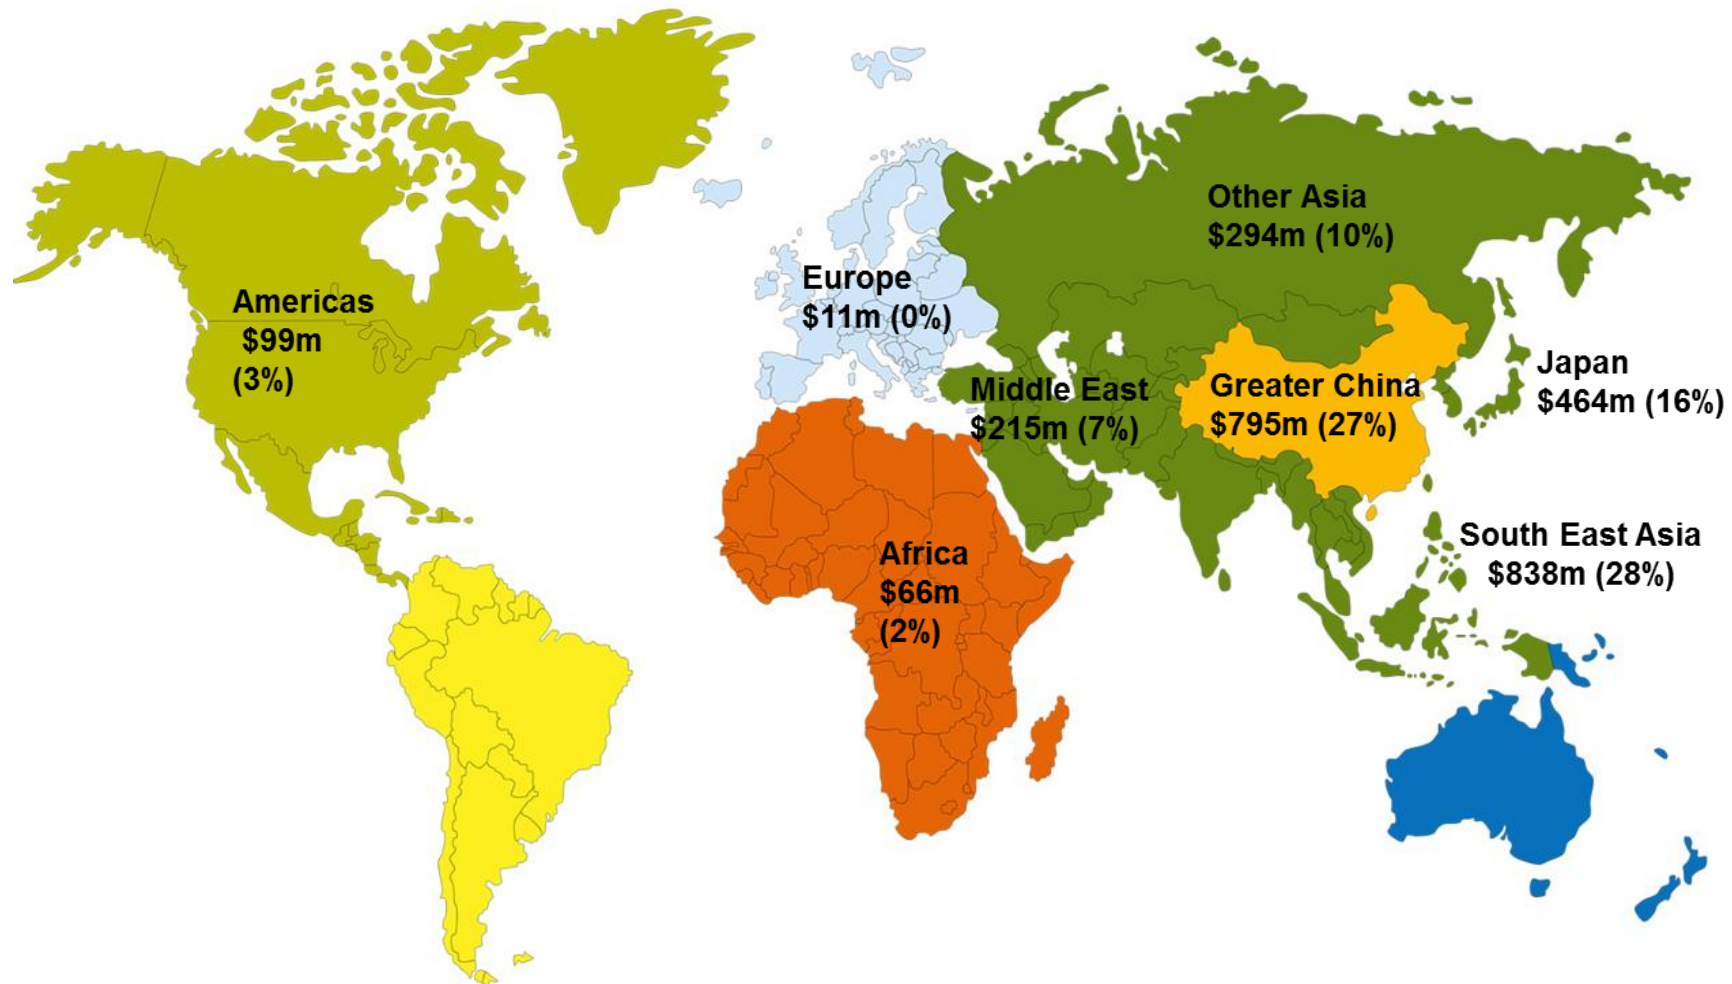 Other Asia
$294m (10%)
Europe
$11m (0%)
Americas
$99m
(3%)
Middle East
$215m (7%)
Greater China
$795m (27%)
Japan
$464m (16%)
South East Asia
$838m (28%)
Africa
$66m
(2%)